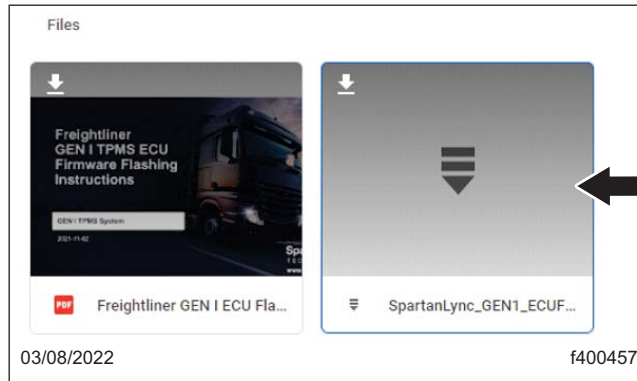 Files
Freightliner
GEN I TPMS ECU
Firmware Flashing
Instructions
GEN I TPMS System
2021-11-02
PDF
Freightliner GEN I ECU Fla...
SpartanLync_GEN1_ECUF...
03/08/2022
f400457